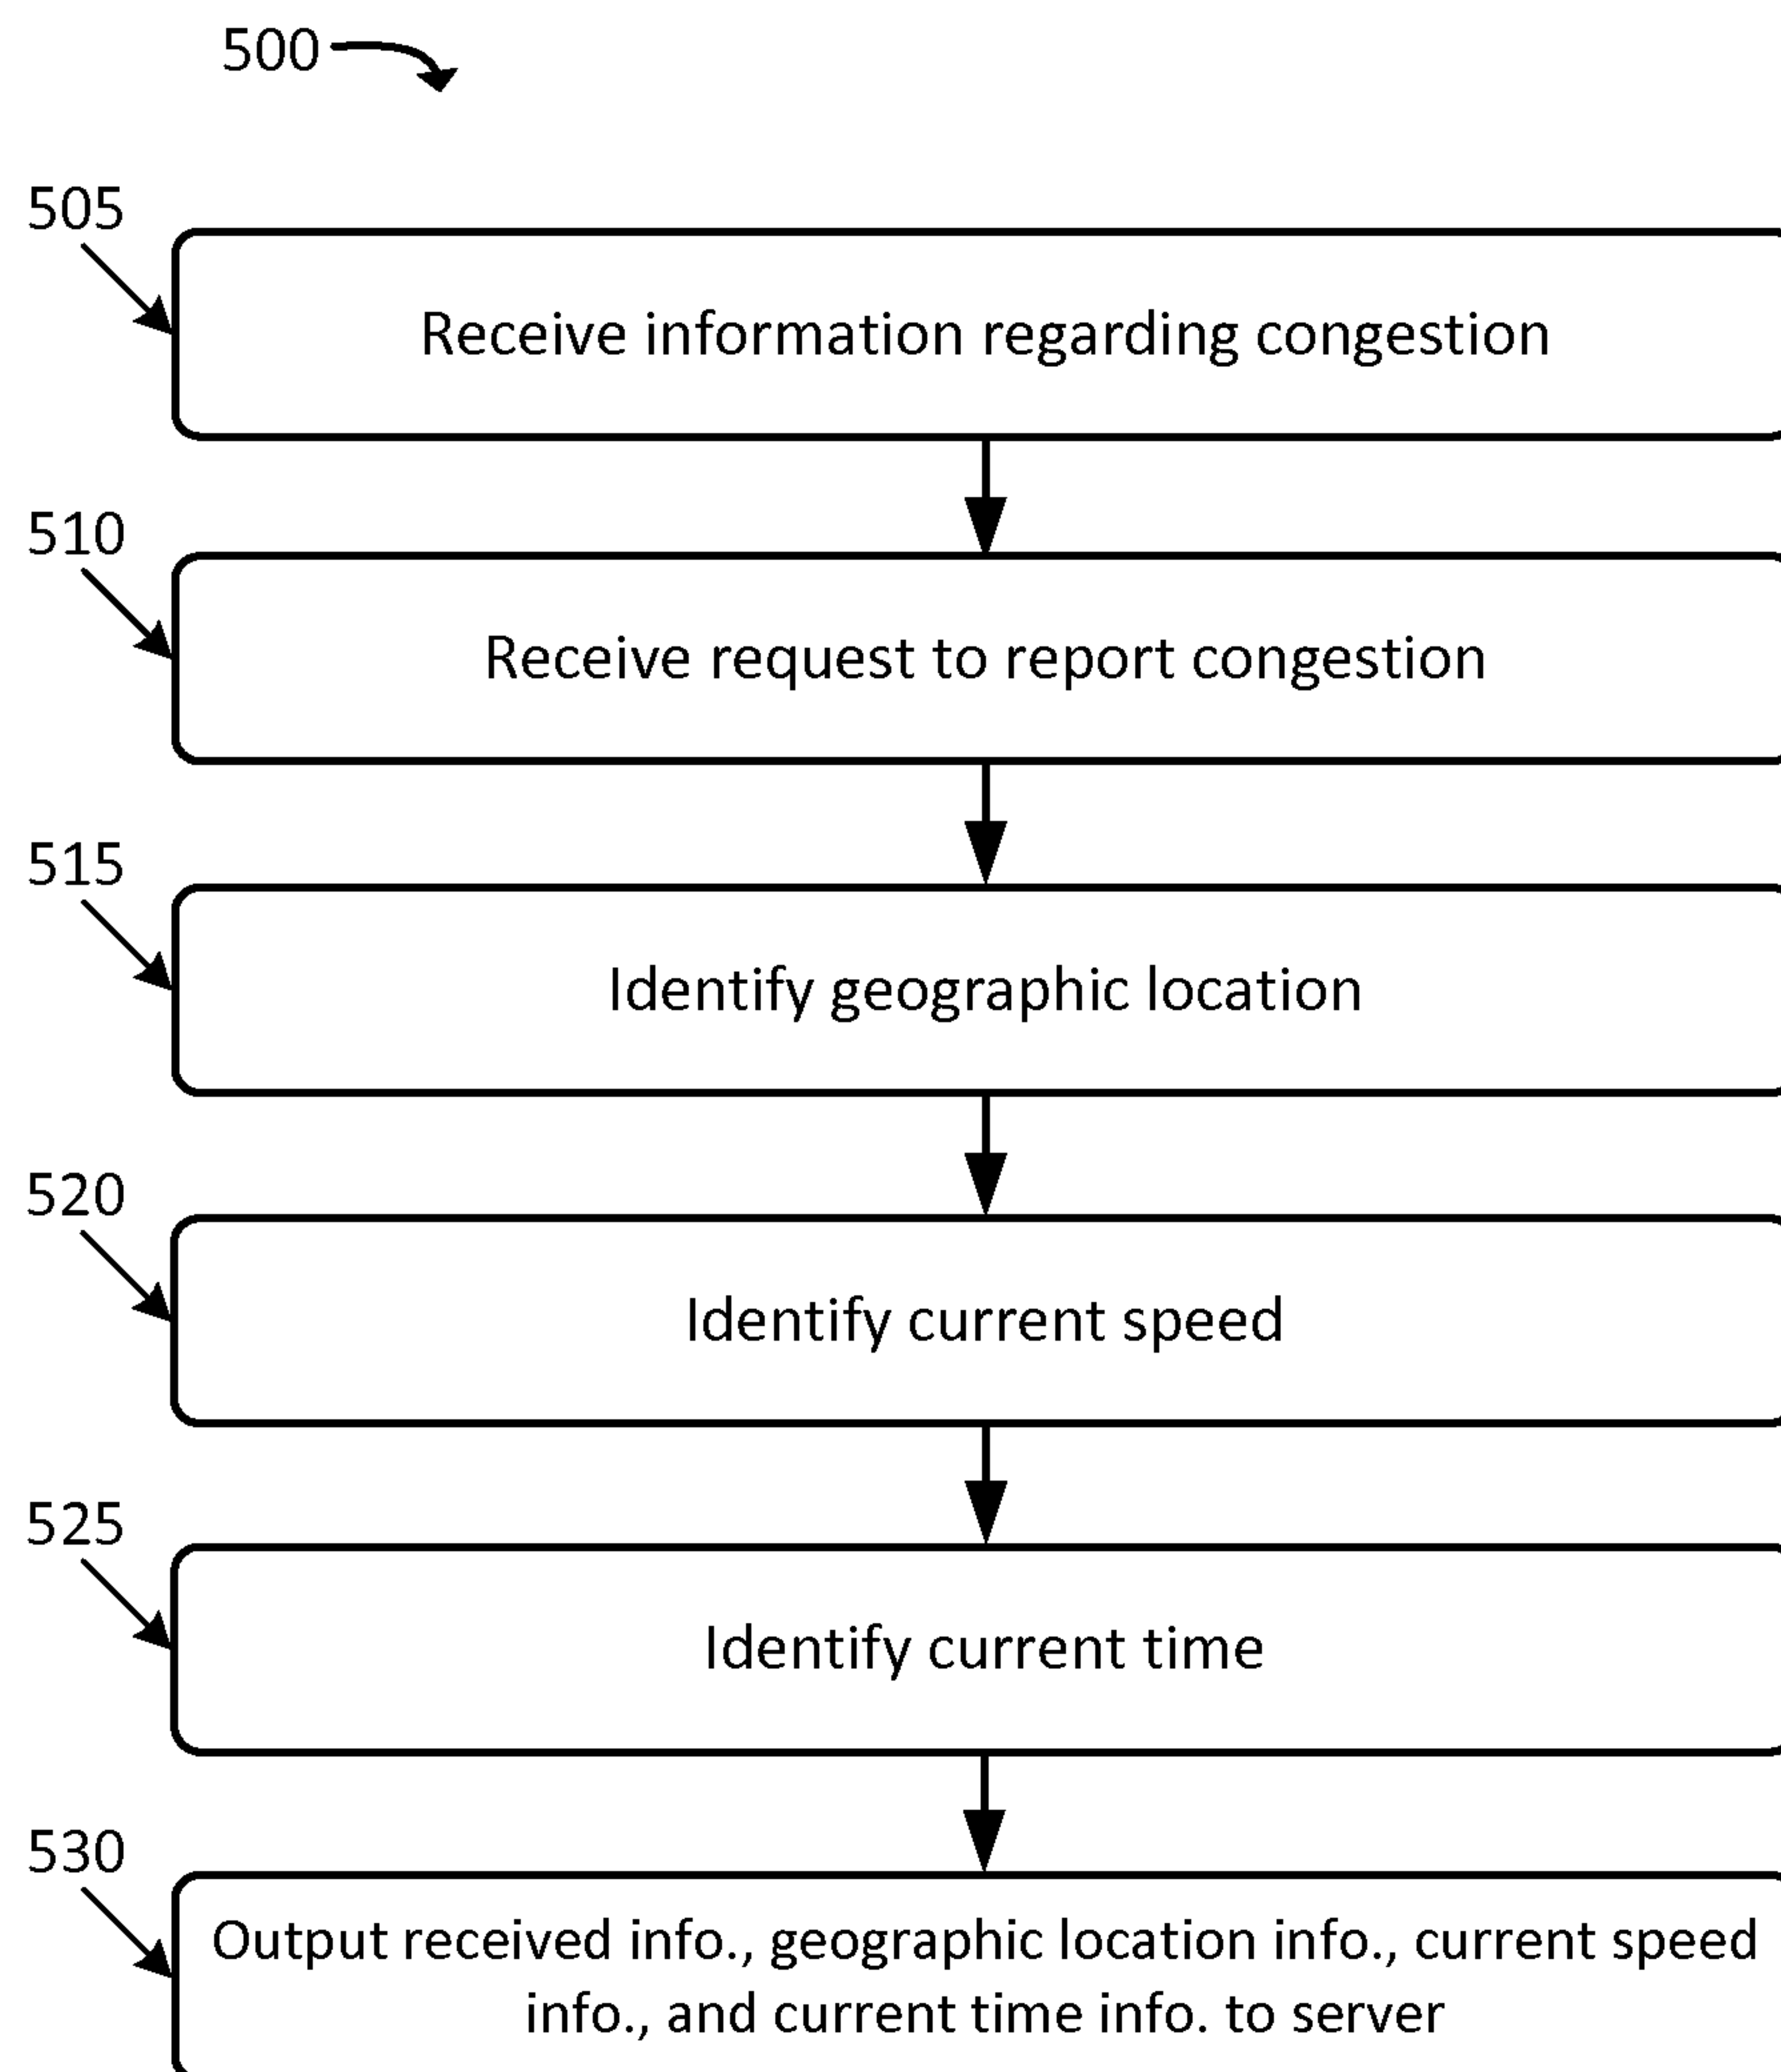 500
505
Receive information regarding congestion
510
Receive request to report congestion
515
Identify geographic location
520
Identify current speed
525
Identify current time
530
Output received info., geographic location info., current speed
info., and current time info. to server